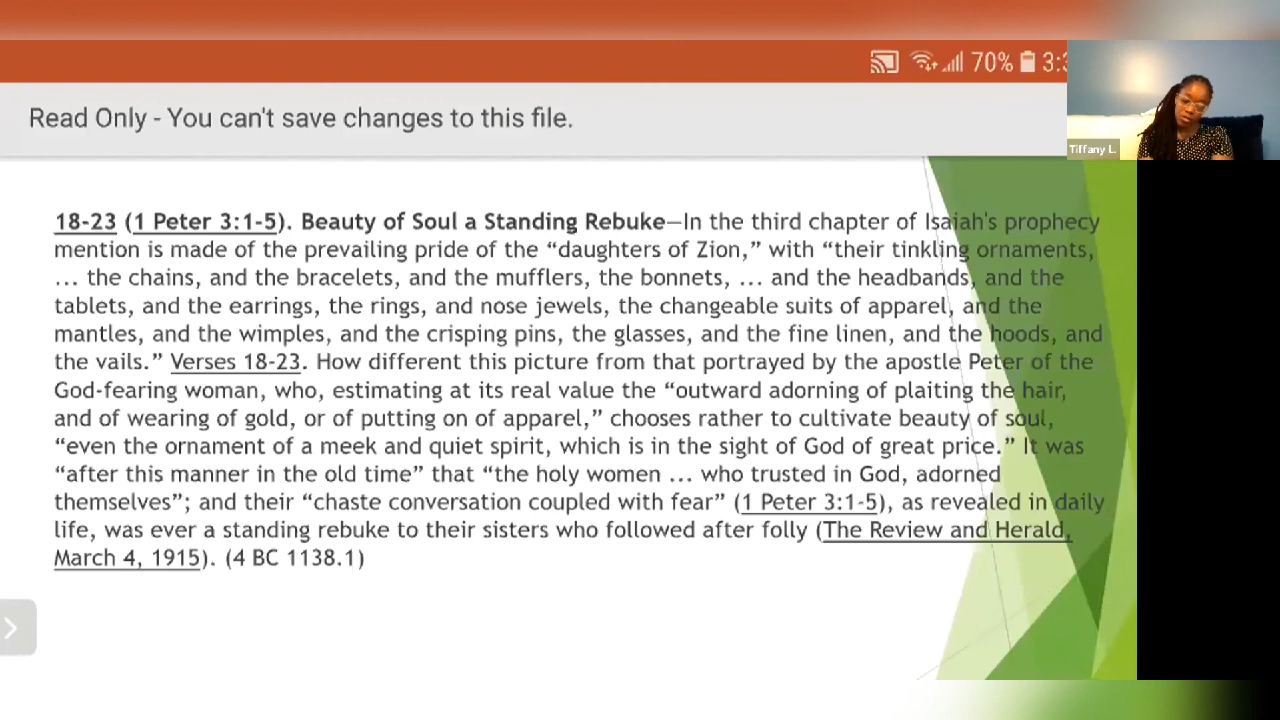 70% 3:3
Read Only - You can't save changes to this file.
Tiffany L.
18-23 (1 Peter 3:1-5). Beauty of Soul a Standing Rebuke—In the third chapter of Isaiah's prophecy
mention is made of the prevailing pride of the “daughters of Zion,” with “their tinkling ornaments,
... the chains, and the bracelets, and the mufflers, the bonnets, ... and the headbands, and the
tablets, and the earrings, the rings, and nose jewels, the changeable suits of apparel, and the
mantles, and the wimples, and the crisping pins, the glasses, and the fine linen, and the hoods, and
the vails.” Verses 18-23. How different this picture from that portrayed by the apostle Peter of the
God-fearing woman, who, estimating at its real value the “outward adorning of plaiting the hair,
and of wearing of gold, or of putting on of apparel,” chooses rather to cultivate beauty of soul,
“even the ornament of a meek and quiet spirit, which is in the sight of God of great price.” It was
“after this manner in the old time” that “the holy women ... who trusted in God, adorned
themselves”; and their “chaste conversation coupled with fear” (1 Peter 3:1-5), as revealed in daily
life, was ever a standing rebuke to their sisters who followed after folly (The Review and Herald,
March 4, 1915). (4 BC 1138.1)